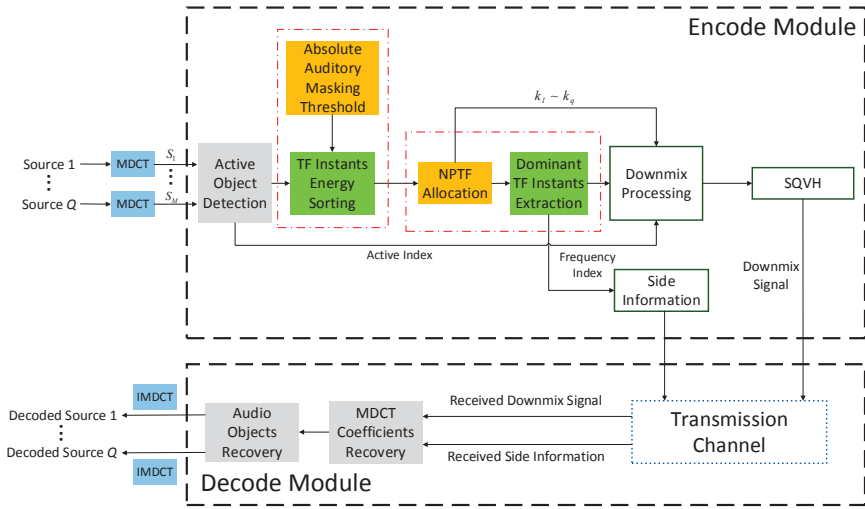 Encode Module
Absolute
Auditory
Masking
Threshold
k₁ ~ k_q
Source 1
MDCT
S₁
Source Q
MDCT
S_M
Active
Object
Detection
TF Instants
Energy
Sorting
NPTF
Allocation
Dominant
TF Instants
Extraction
Downmix
Processing
SQVH
Active Index
Frequency
Index
Side
Information
Downmix
Signal
IMDCT
Decoded Source 1
Decoded Source Q
IMDCT
Audio
Objects
Recovery
MDCT
Coefficients
Recovery
Received Downmix Signal
Received Side Information
Transmission
Channel
Decode Module